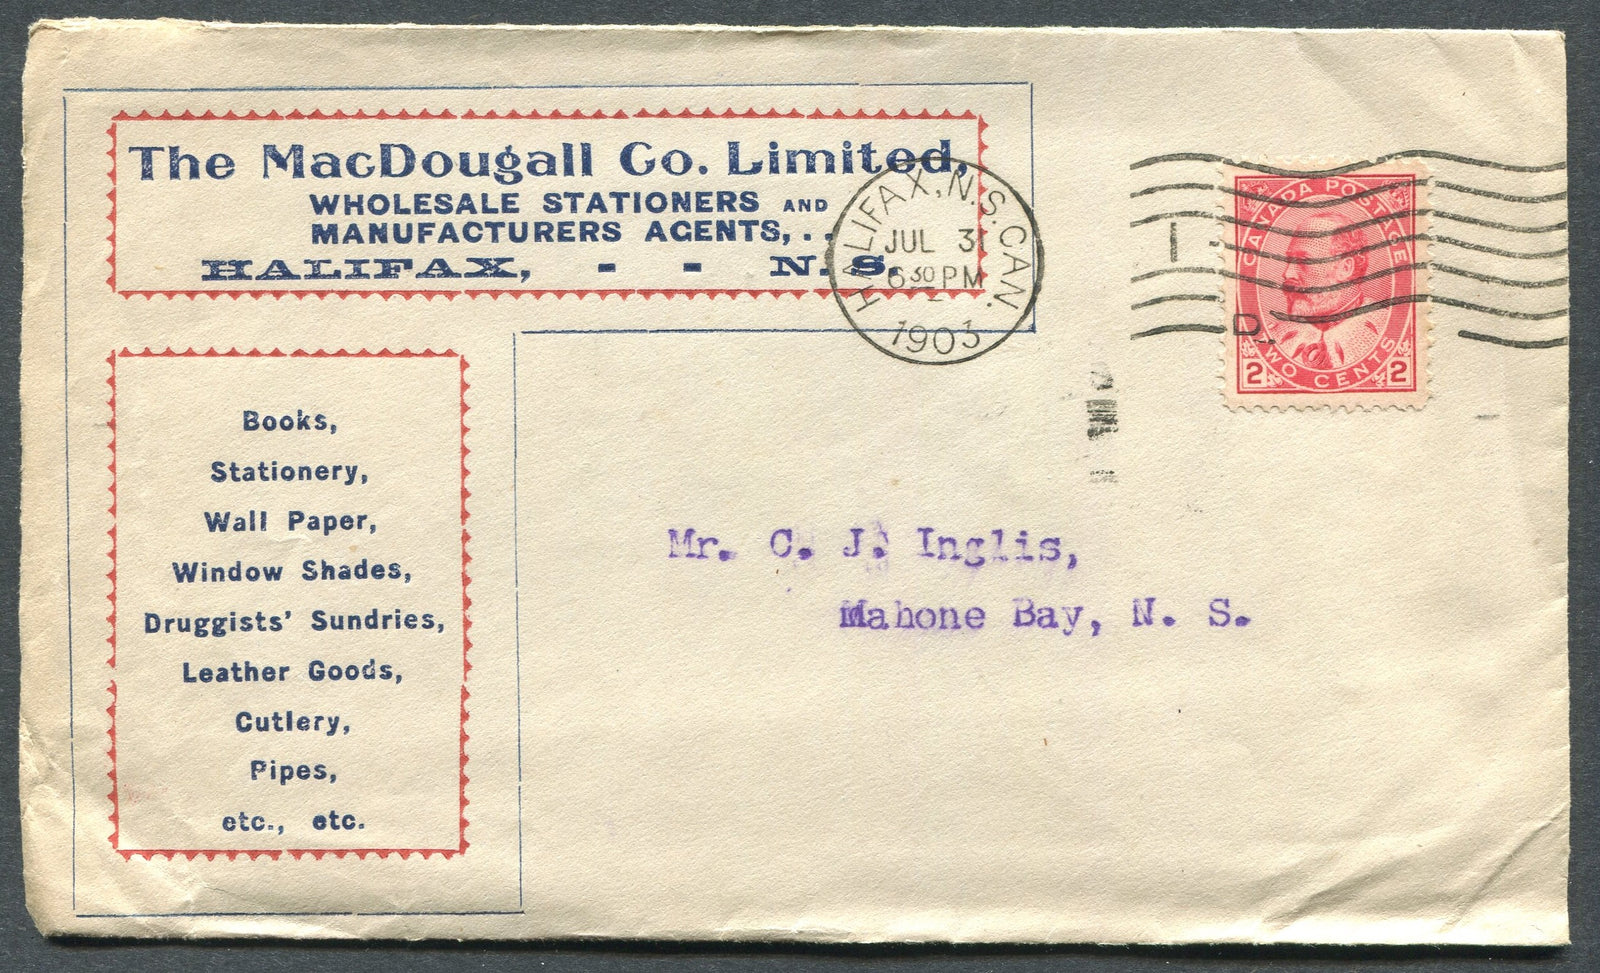 The MacDougall Co. Limited,
WHOLESALE STATIONERS AND
MANUFACTURERS AGENTS, . .
HALIFAX, - - N. S.
HALIFAX, N.S. CAN.
JUL 31
6 30 PM
1903
1
D
CANADA POSTAGE
TWO CENTS
2 2
Books,
Stationery,
Wall Paper,
Window Shades,
Druggists' Sundries,
Leather Goods,
Cutlery,
Pipes,
etc., etc.
Mr. C. J. Inglis,
Mahone Bay, N. S.